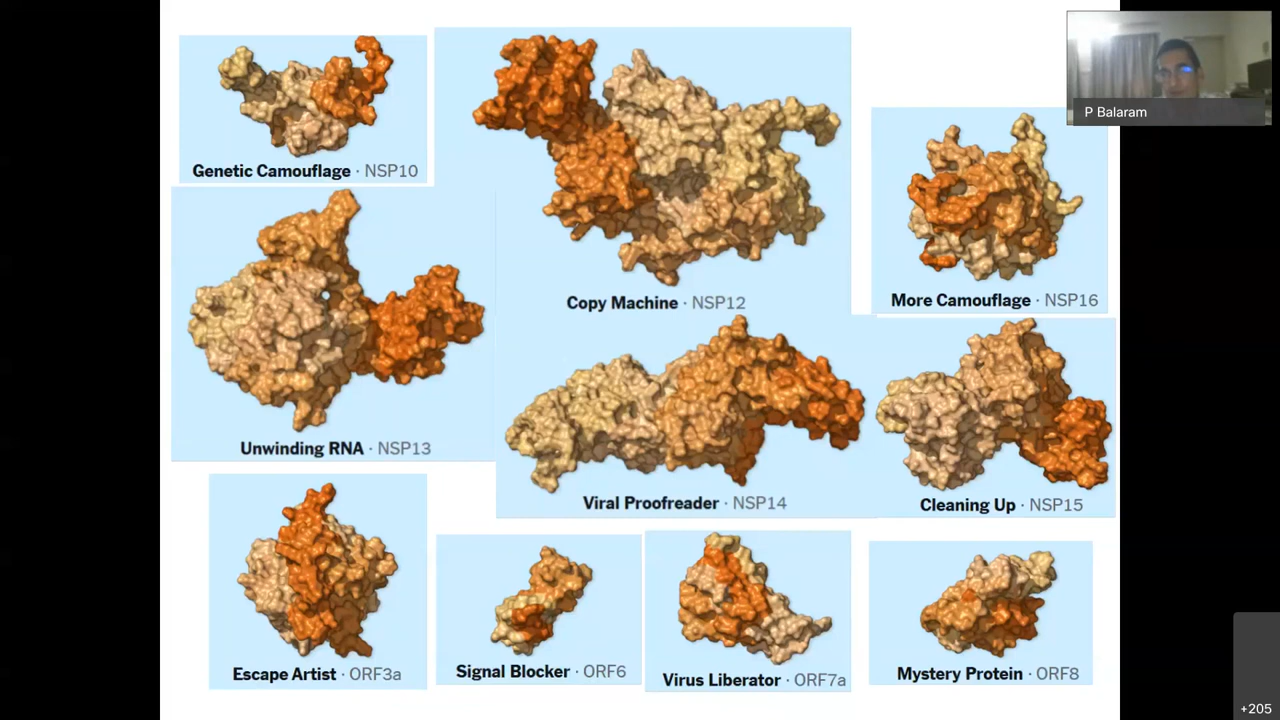 P Balaram
Genetic Camouflage · NSP10
Copy Machine · NSP12
More Camouflage · NSP16
Unwinding RNA · NSP13
Viral Proofreader · NSP14
Cleaning Up · NSP15
Escape Artist · ORF3a
Signal Blocker · ORF6
Virus Liberator · ORF7a
Mystery Protein · ORF8
+205